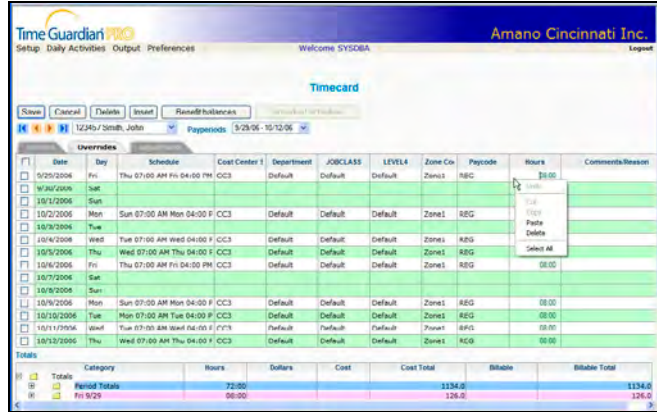 Time Guardian PRO
Amano Cincinnati Inc.
Setup Daily Activities Output Preferences Welcome SYSDBA Logout
Timecard
Save Cancel Delete Insert Benefit balances
12345 / Smith, John Payperiods 9/29/06 - 10/12/06
Overrides
Date Day Schedule Cost Center 1 Department JOBCLASS LEVEL4 Zone Co Paycode Hours Comments/Reason
9/29/2006 Fri Thu 07:00 AM Fri 04:00 PM CC3 Default Default Default Zone1 REG 08:00
9/30/2006 Sat
10/1/2006 Sun
10/2/2006 Mon Sun 07:00 AM Mon 04:00 P CC3 Default Default Default Zone1 REG
10/3/2006 Tue
10/4/2006 Wed Tue 07:00 AM Wed 04:00 P CC3 Default Default Default Zone1 REG
10/5/2006 Thu Wed 07:00 AM Thu 04:00 P CC3 Default Default Default Zone1 REG
10/6/2006 Fri Thu 07:00 AM Fri 04:00 PM CC3 Default Default Default Zone1 REG 08:00
10/7/2006 Sat
10/8/2006 Sun
10/9/2006 Mon Sun 07:00 AM Mon 04:00 P CC3 Default Default Default Zone1 REG 08:00
10/10/2006 Tue Mon 07:00 AM Tue 04:00 P CC3 Default Default Default Zone1 REG 08:00
10/11/2006 Wed Tue 07:00 AM Wed 04:00 P CC3 Default Default Default Zone1 REG 08:00
10/12/2006 Thu Wed 07:00 AM Thu 04:00 P CC3 Default Default Default Zone1 REG 08:00
Undo
Cut
Copy
Paste
Delete
Select All
Totals
Category Hours Dollars Cost Cost Total Billable Billable Total
Totals
Period Totals 72:00 1134.0 1134.0
Fri 9/29 08:00 126.0 126.0